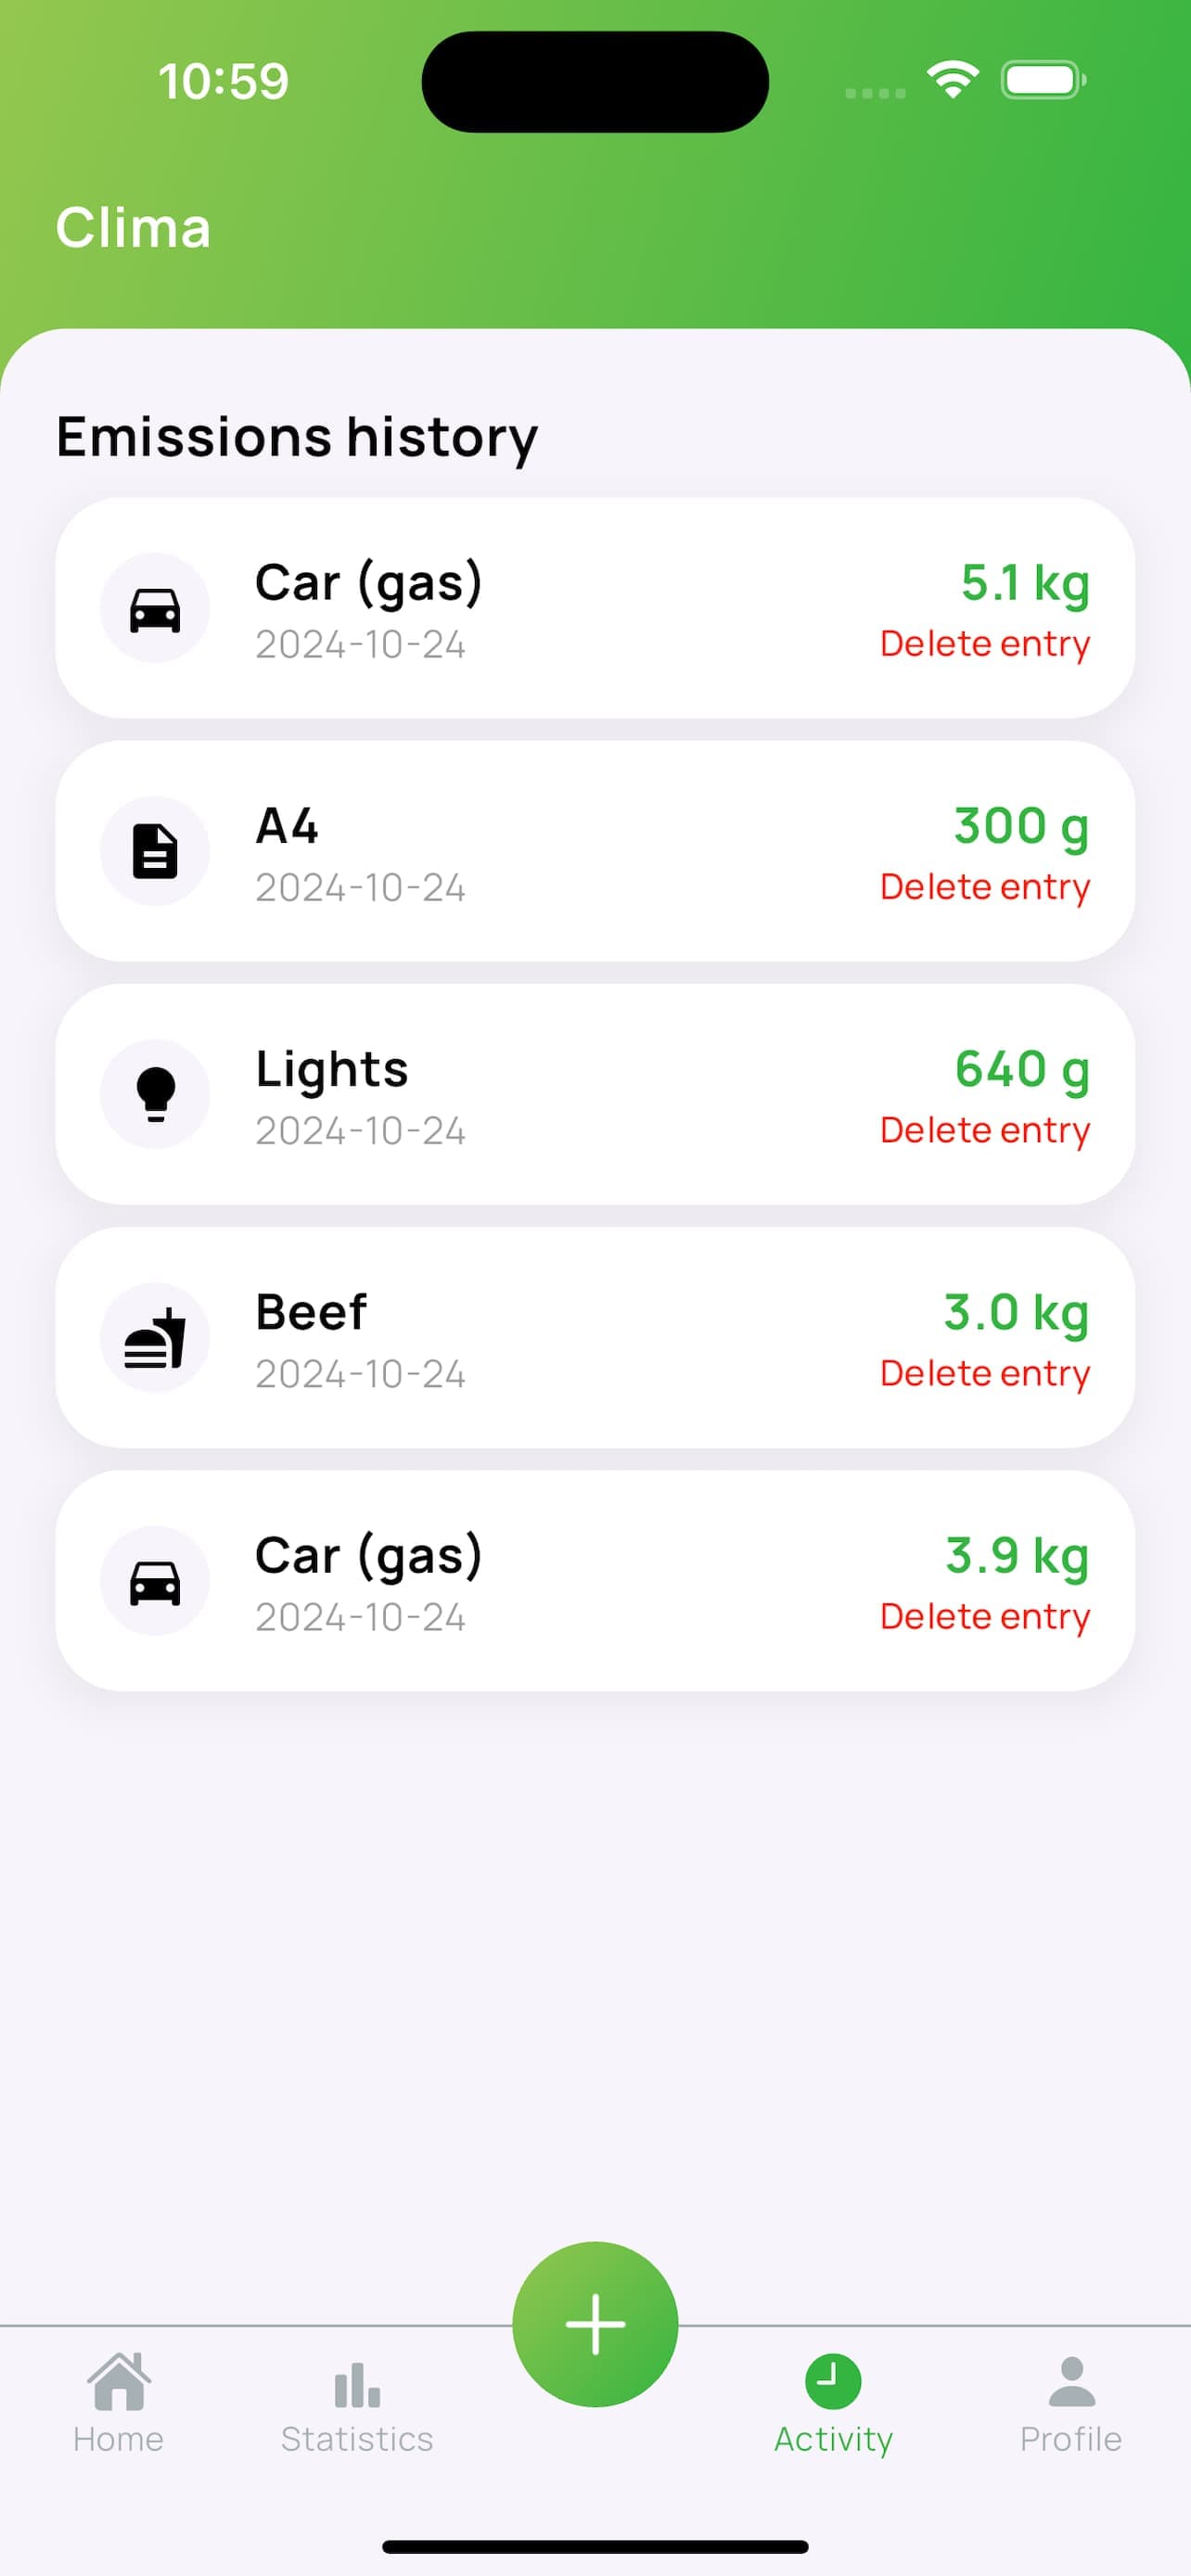 10:59
Clima
Emissions history
Car (gas) 5.1 kg
2024-10-24 Delete entry
A4 300 g
2024-10-24 Delete entry
Lights 640 g
2024-10-24 Delete entry
Beef 3.0 kg
2024-10-24 Delete entry
Car (gas) 3.9 kg
2024-10-24 Delete entry
Home Statistics Activity Profile